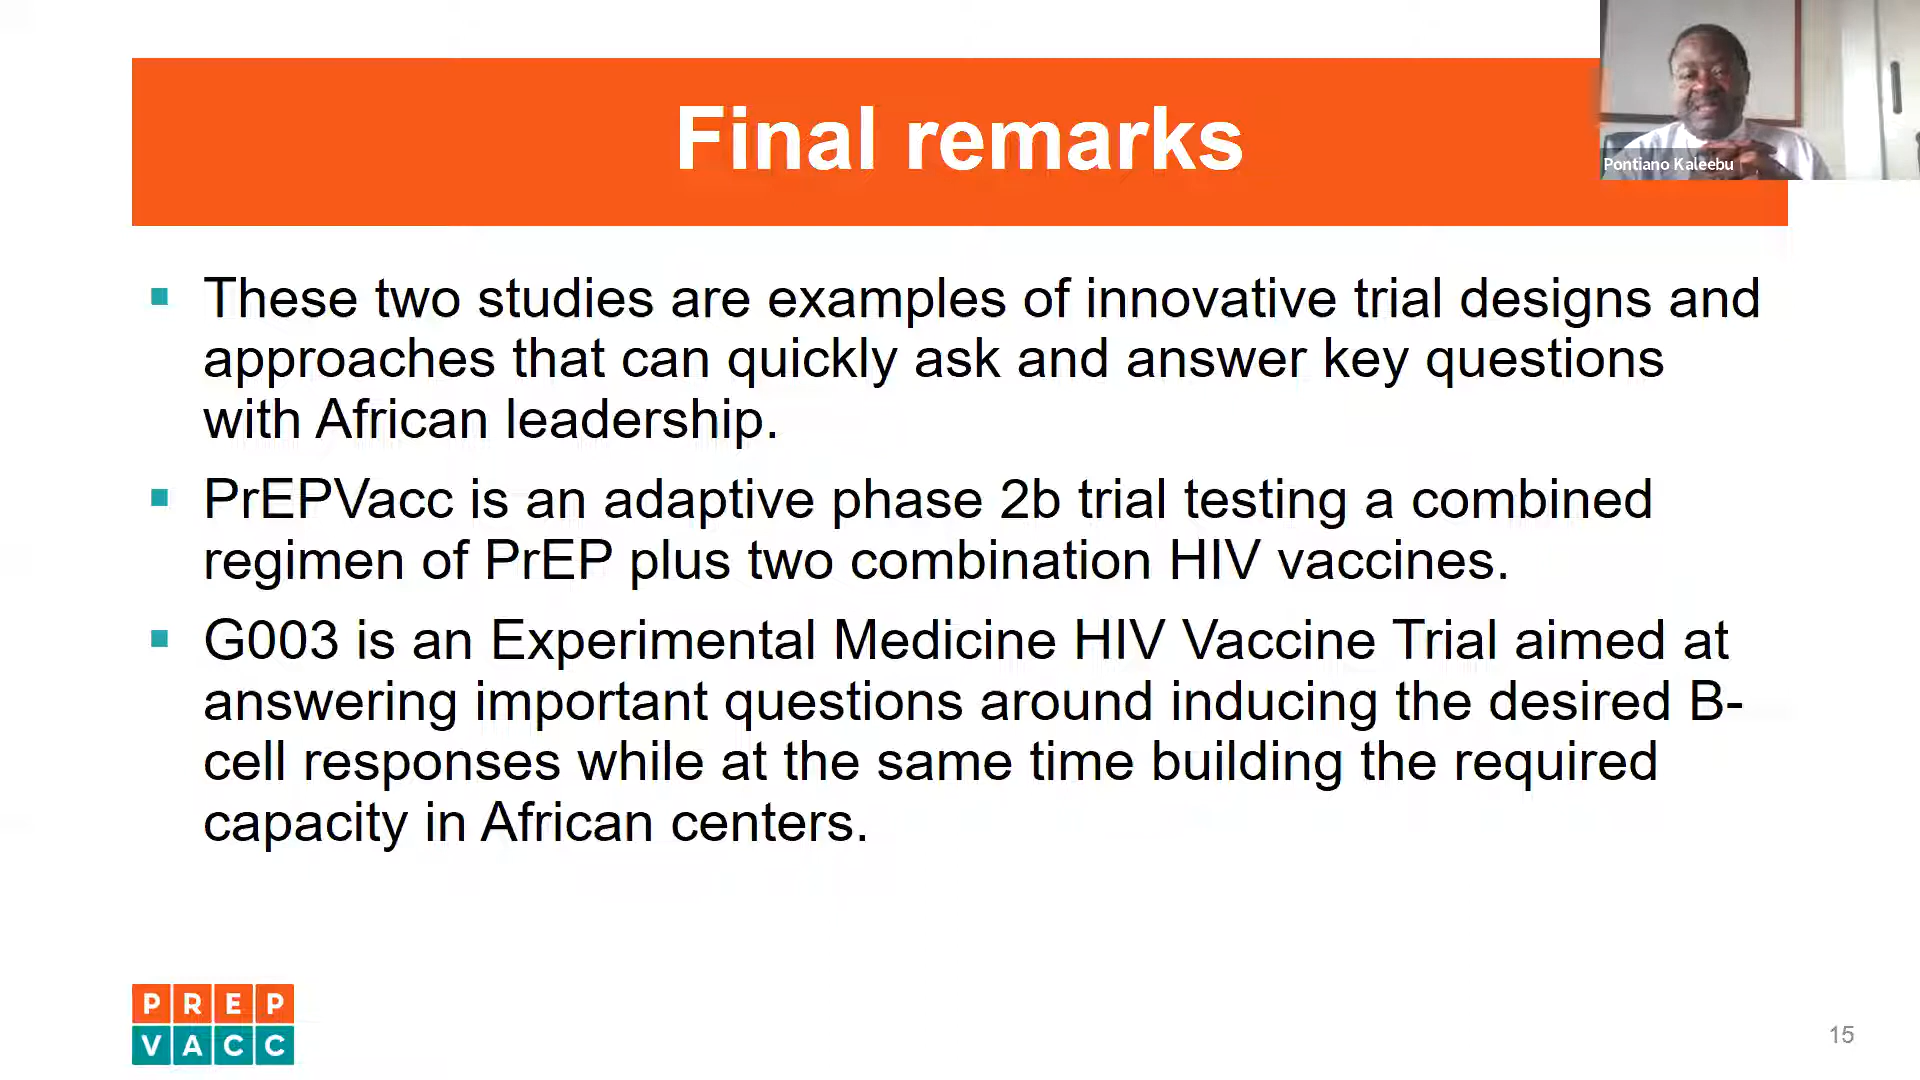 Final remarks
Pontiano Kaleebu
These two studies are examples of innovative trial designs and
approaches that can quickly ask and answer key questions
with African leadership.
PrEPVacc is an adaptive phase 2b trial testing a combined
regimen of PrEP plus two combination HIV vaccines.
G003 is an Experimental Medicine HIV Vaccine Trial aimed at
answering important questions around inducing the desired B-
cell responses while at the same time building the required
capacity in African centers.
PREP
VACC
15